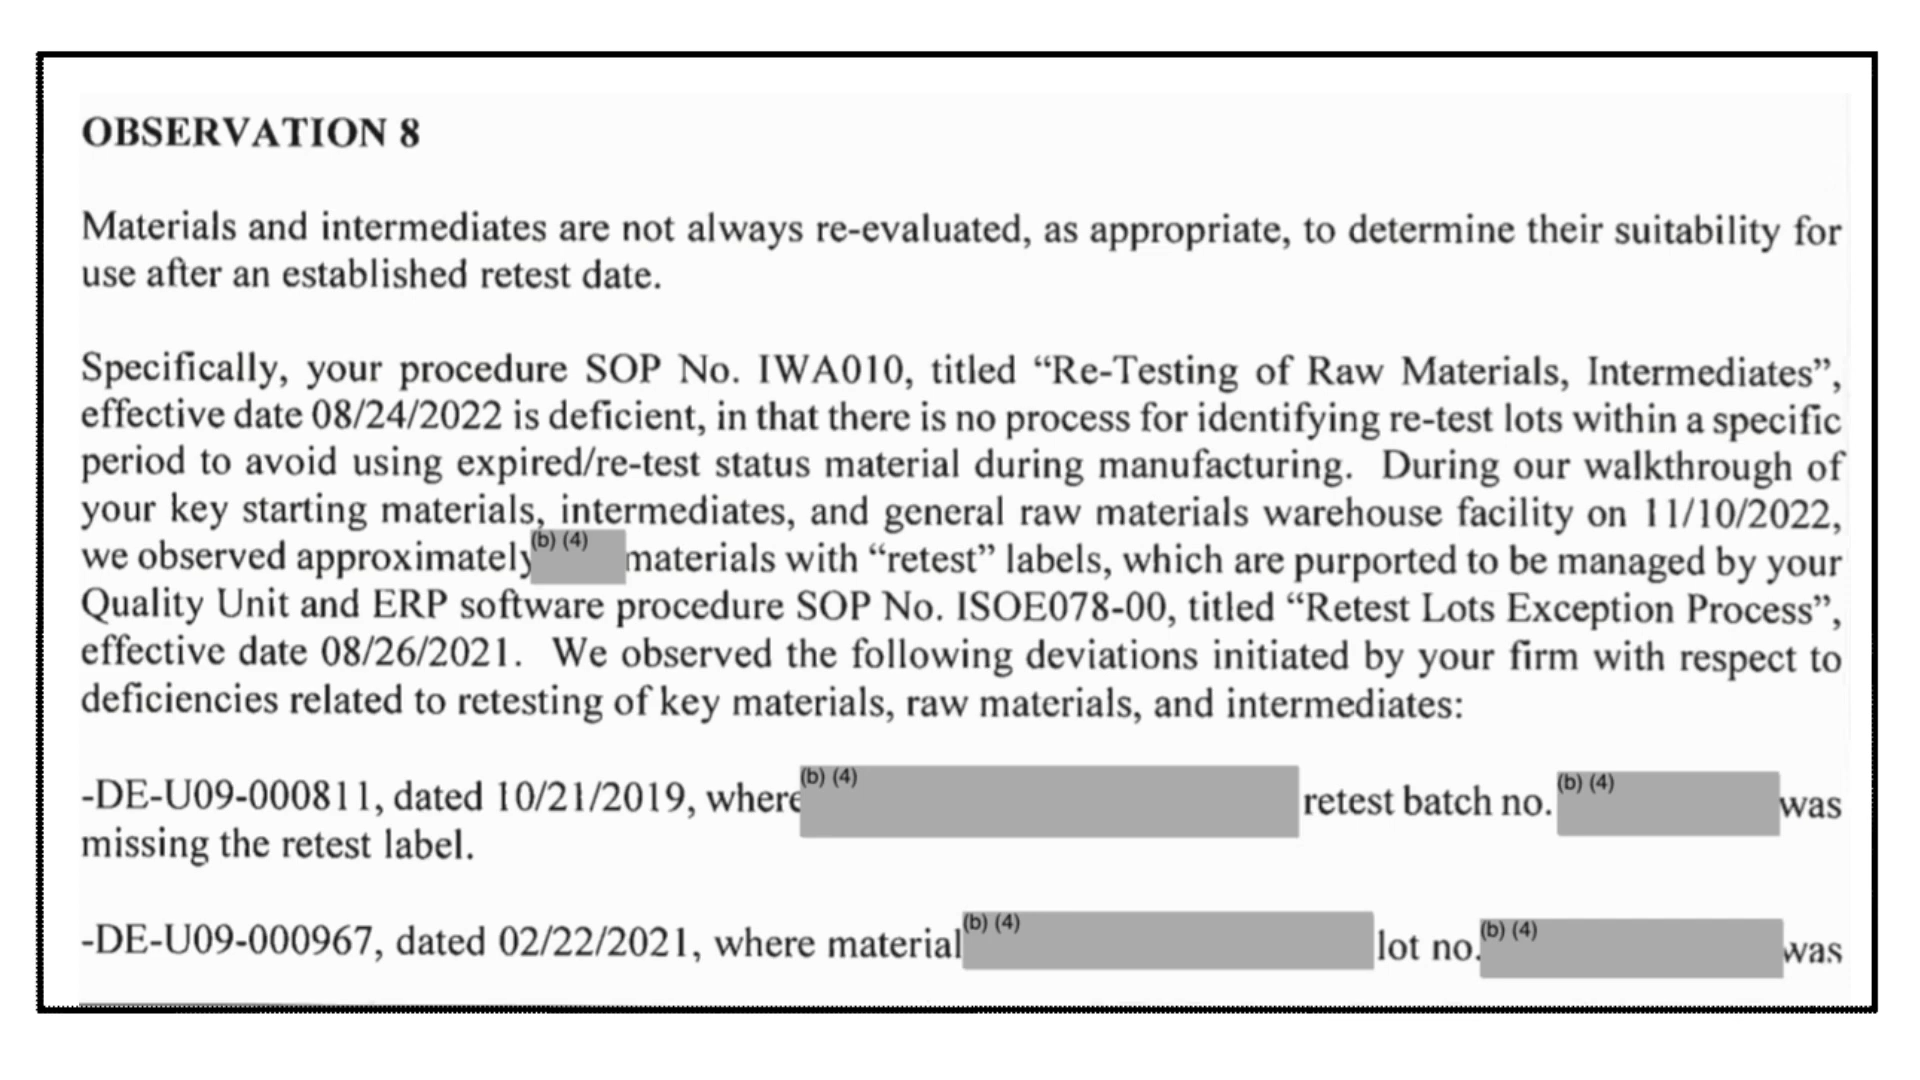 OBSERVATION 8
Materials and intermediates are not always re-evaluated, as appropriate, to determine their suitability for
use after an established retest date.
Specifically, your procedure SOP No. IWA010, titled “Re-Testing of Raw Materials, Intermediates”,
effective date 08/24/2022 is deficient, in that there is no process for identifying re-test lots within a specific
period to avoid using expired/re-test status material during manufacturing. During our walkthrough of
your key starting materials, intermediates, and general raw materials warehouse facility on 11/10/2022,
we observed approximately (b) (4) materials with “retest” labels, which are purported to be managed by your
Quality Unit and ERP software procedure SOP No. ISOE078-00, titled “Retest Lots Exception Process”,
effective date 08/26/2021. We observed the following deviations initiated by your firm with respect to
deficiencies related to retesting of key materials, raw materials, and intermediates:
-DE-U09-000811, dated 10/21/2019, where (b) (4) retest batch no. (b) (4) was
missing the retest label.
-DE-U09-000967, dated 02/22/2021, where material (b) (4) lot no. (b) (4) was